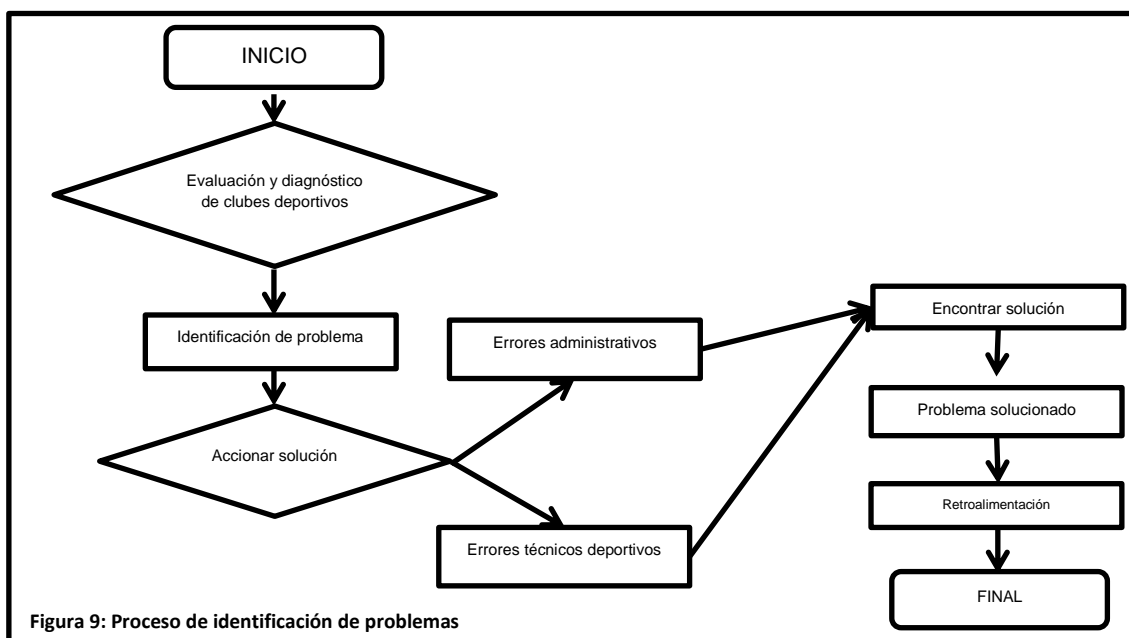 INICIO
Evaluación y diagnóstico
de clubes deportivos
Identificación de problema
Accionar solución
Errores administrativos
Errores técnicos deportivos
Encontrar solución
Problema solucionado
Retroalimentación
FINAL
Figura 9: Proceso de identificación de problemas